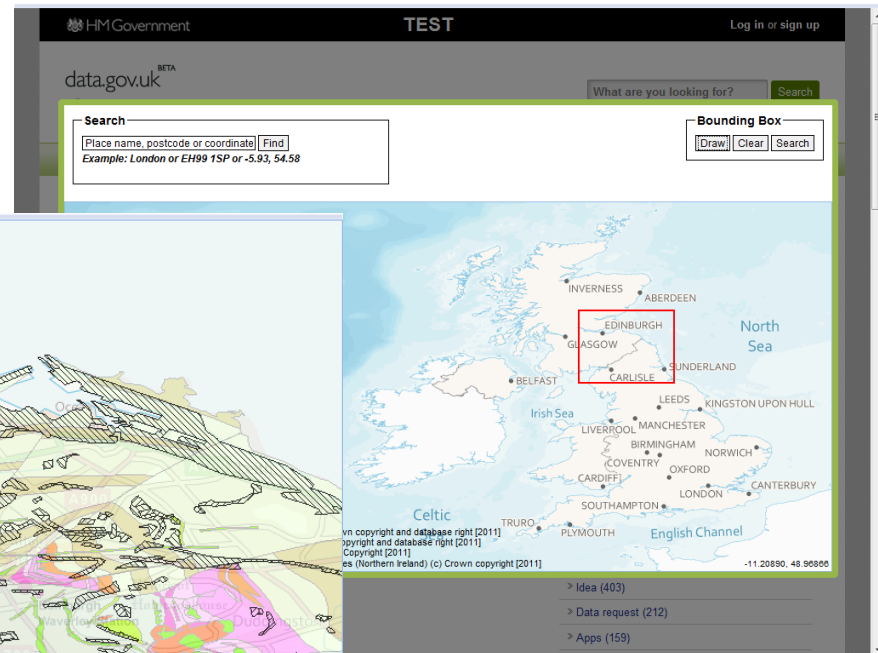 HM Government
TEST
Log in or sign up
data.gov.uk BETA
What are you looking for?
Search
Search
Place name, postcode or coordinate
Find
Example: London or EH99 1SP or -5.93, 54.58
Bounding Box
Draw
Clear
Search
INVERNESS
ABERDEEN
EDINBURGH
GLASGOW
North
Sea
SUNDERLAND
CARLISLE
BELFAST
LEEDS
KINGSTON UPON HULL
Irish Sea
LIVERPOOL
MANCHESTER
BIRMINGHAM
NORWICH
COVENTRY
OXFORD
CARDIFF
CANTERBURY
LONDON
SOUTHAMPTON
Celtic
TRURO
PLYMOUTH
English Channel
copyright and database right [2011]
copyright and database right [2011]
Copyright [2011]
(Northern Ireland) (c) Crown copyright [2011]
-11.20890, 48.96866
A900
Waverley Station
> Idea (403)
> Data request (212)
> Apps (159)